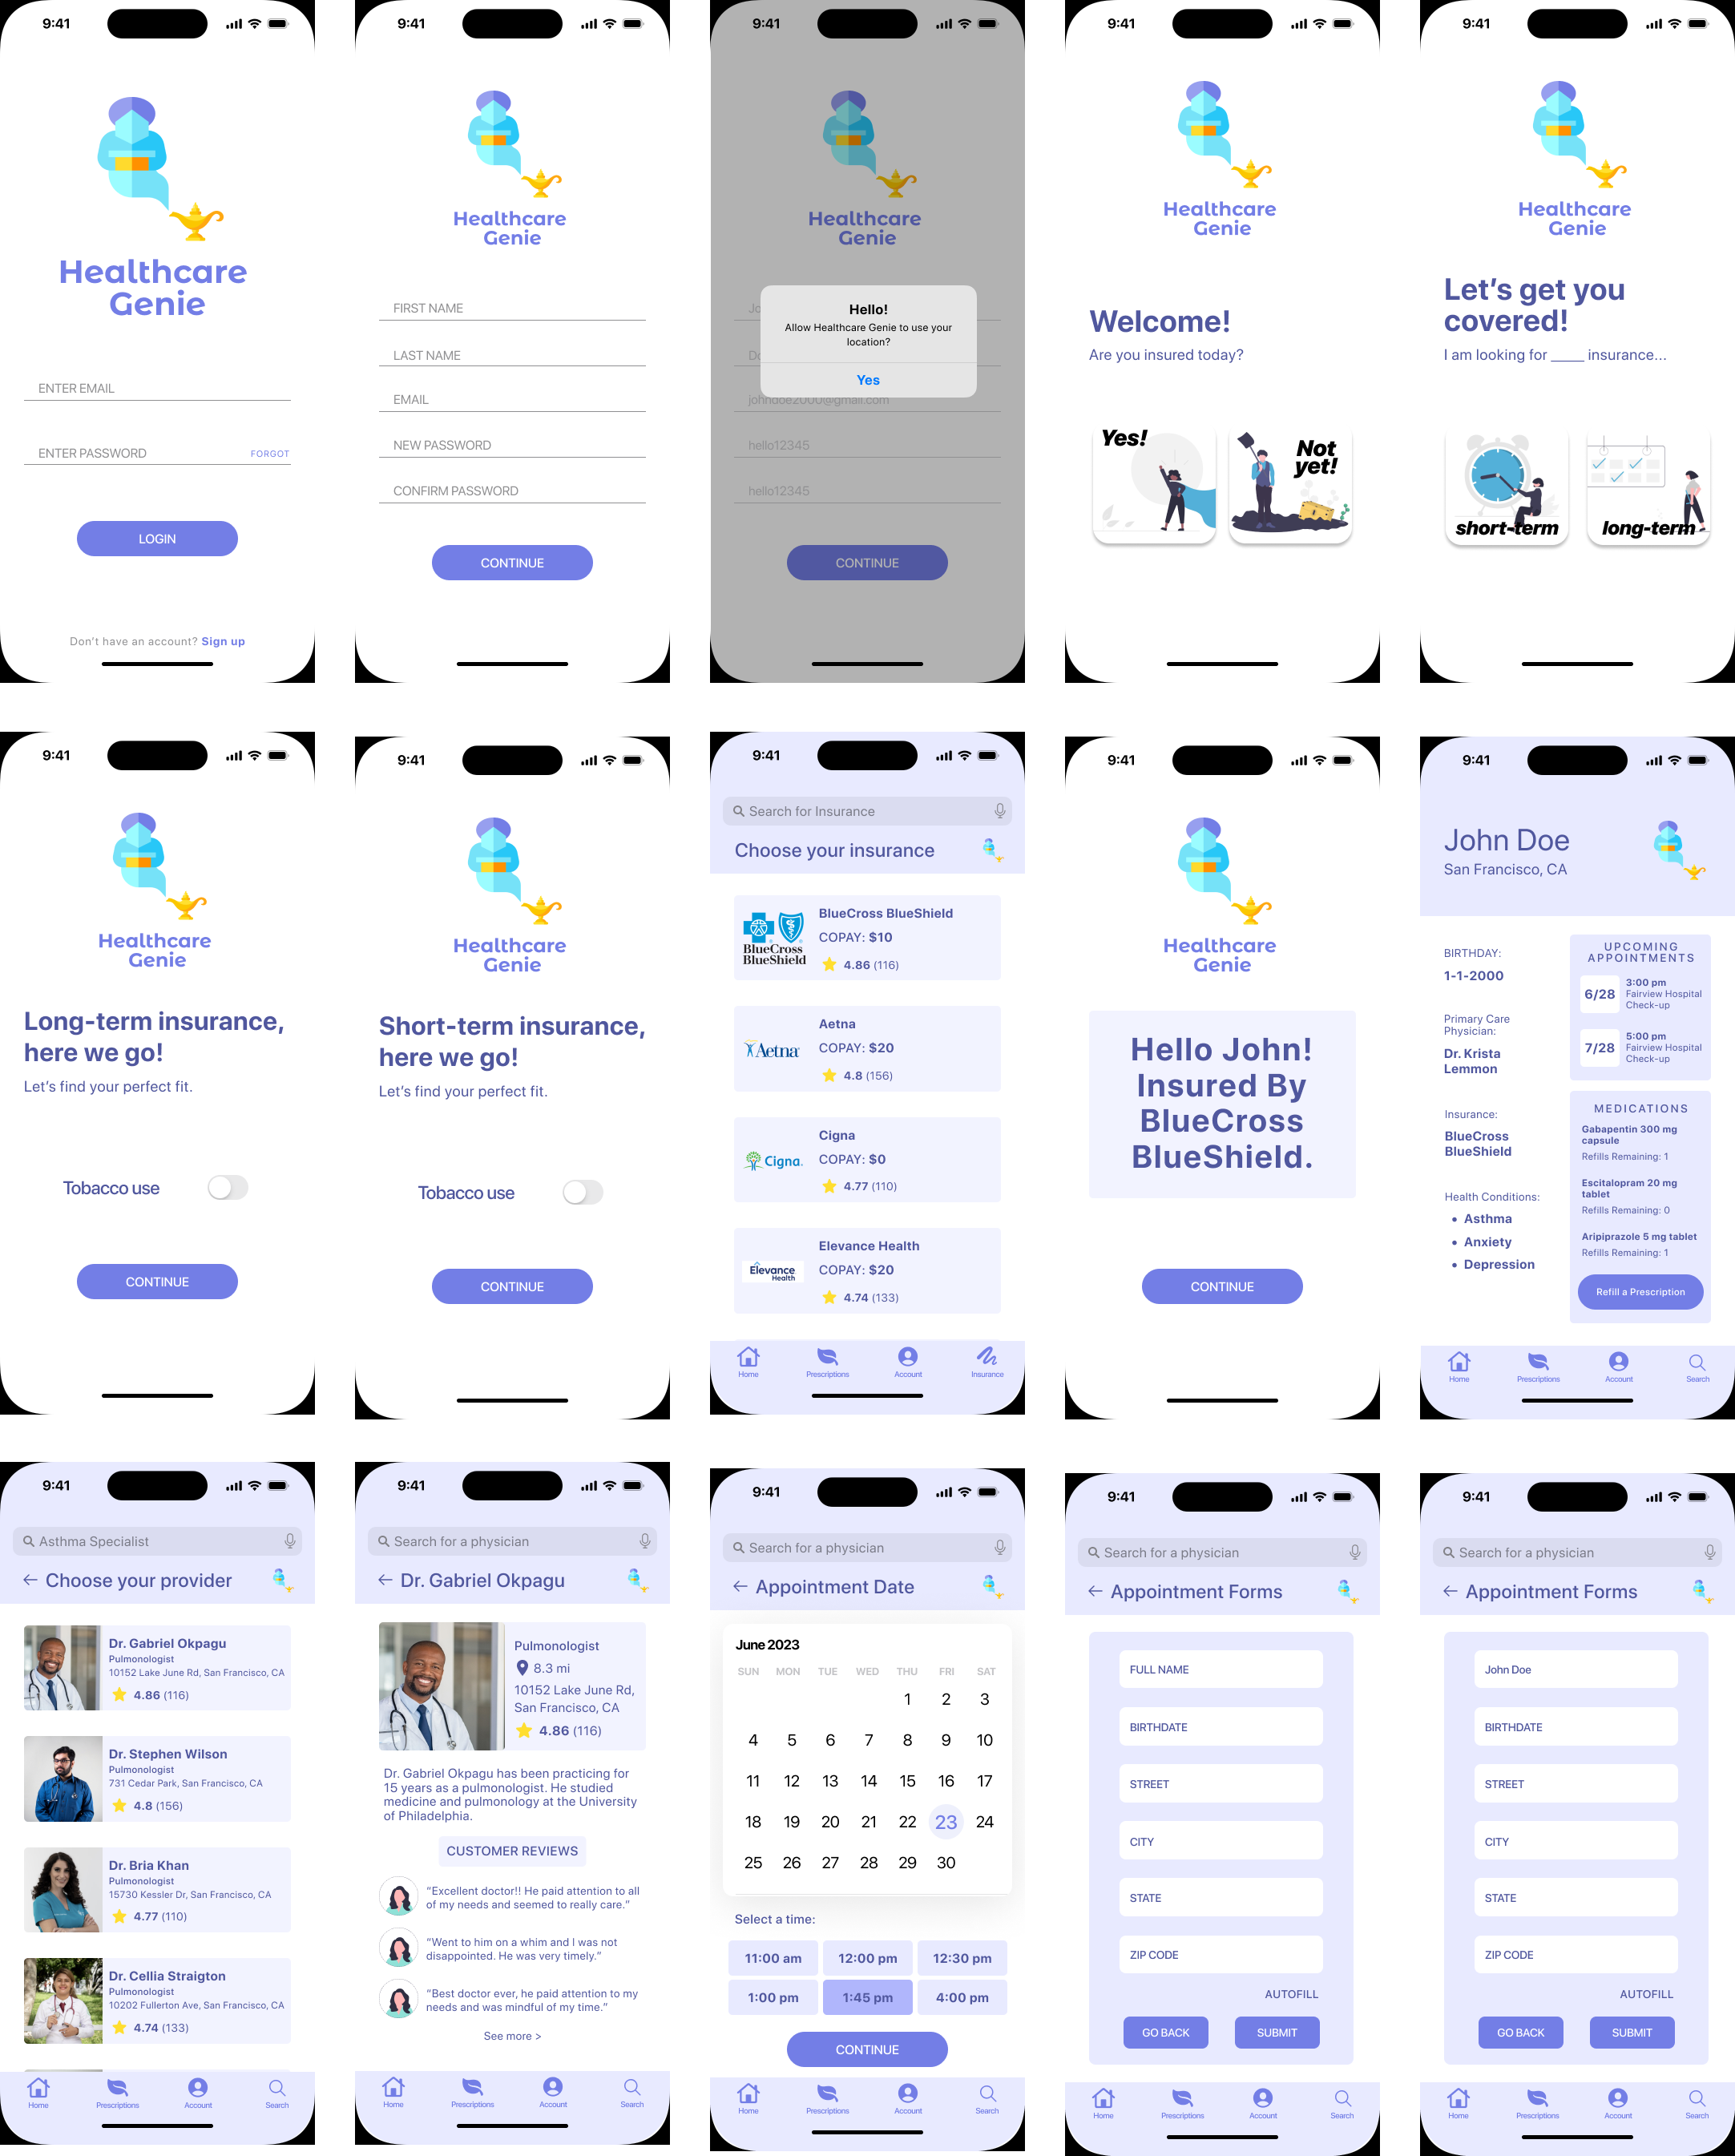 9:41
Healthcare
Genie
ENTER EMAIL
ENTER PASSWORD FORGOT
LOGIN
Don't have an account? Sign up
9:41
Healthcare
Genie
FIRST NAME
LAST NAME
EMAIL
NEW PASSWORD
CONFIRM PASSWORD
CONTINUE
9:41
Healthcare
Genie
Jo
Hello!
Allow Healthcare Genie to use your
location?
Do
Yes
johndoe2000@gmail.com
hello12345
hello12345
CONTINUE
9:41
Healthcare
Genie
Welcome!
Are you insured today?
Yes!
Not
yet!
9:41
Healthcare
Genie
Let's get you
covered!
I am looking for ____ insurance...
short-term
long-term
9:41
Healthcare
Genie
Long-term insurance,
here we go!
Let's find your perfect fit.
Tobacco use
CONTINUE
9:41
Healthcare
Genie
Short-term insurance,
here we go!
Let's find your perfect fit.
Tobacco use
CONTINUE
9:41
Search for Insurance
Choose your insurance
BlueCross
BlueShield
BlueCross BlueShield
COPAY: $10
4.86 (116)
Aetna
Aetna
COPAY: $20
4.8 (156)
Cigna.
Cigna
COPAY: $0
4.77 (110)
Elevance
Health
Elevance Health
COPAY: $20
4.74 (133)
Home Prescriptions Account Insurance
9:41
Healthcare
Genie
Hello John!
Insured By
BlueCross
BlueShield.
CONTINUE
9:41
John Doe
San Francisco, CA
BIRTHDAY:
1-1-2000
Primary Care
Physician:
Dr. Krista
Lemmon
Insurance:
BlueCross
BlueShield
Health Conditions:
• Asthma
• Anxiety
• Depression
UPCOMING
APPOINTMENTS
6/28
3:00 pm
Fairview Hospital
Check-up
7/28
5:00 pm
Fairview Hospital
Check-up
MEDICATIONS
Gabapentin 300 mg
capsule
Refills Remaining: 1
Escitalopram 20 mg
tablet
Refills Remaining: 0
Aripiprazole 5 mg tablet
Refills Remaining: 1
Refill a Prescription
Home Prescriptions Account Search
9:41
Asthma Specialist
← Choose your provider
Dr. Gabriel Okpagu
Pulmonologist
10152 Lake June Rd, San Francisco, CA
4.86 (116)
Dr. Stephen Wilson
Pulmonologist
731 Cedar Park, San Francisco, CA
4.8 (156)
Dr. Bria Khan
Pulmonologist
15730 Kessler Dr, San Francisco, CA
4.77 (110)
Dr. Cellia Straigton
Pulmonologist
10202 Fullerton Ave, San Francisco, CA
4.74 (133)
Home Prescriptions Account Search
9:41
Search for a physician
← Dr. Gabriel Okpagu
Pulmonologist
8.3 mi
10152 Lake June Rd,
San Francisco, CA
4.86 (116)
Dr. Gabriel Okpagu has been practicing for
15 years as a pulmonologist. He studied
medicine and pulmonology at the University
of Philadelphia.
CUSTOMER REVIEWS
"Excellent doctor!! He paid attention to all
of my needs and seemed to really care."
"Went to him on a whim and I was not
disappointed. He was very timely."
"Best doctor ever, he paid attention to my
needs and was mindful of my time."
See more >
Home Prescriptions Account Search
9:41
Search for a physician
← Appointment Date
June 2023
SUN MON TUE WED THU FRI SAT
1 2 3
4 5 6 7 8 9 10
11 12 13 14 15 16 17
18 19 20 21 22 23 24
25 26 27 28 29 30
Select a time:
11:00 am 12:00 pm 12:30 pm
1:00 pm 1:45 pm 4:00 pm
CONTINUE
Home Prescriptions Account Search
9:41
Search for a physician
← Appointment Forms
FULL NAME
BIRTHDATE
STREET
CITY
STATE
ZIP CODE
AUTOFILL
GO BACK SUBMIT
Home Prescriptions Account Search
9:41
Search for a physician
← Appointment Forms
John Doe
BIRTHDATE
STREET
CITY
STATE
ZIP CODE
AUTOFILL
GO BACK SUBMIT
Home Prescriptions Account Search